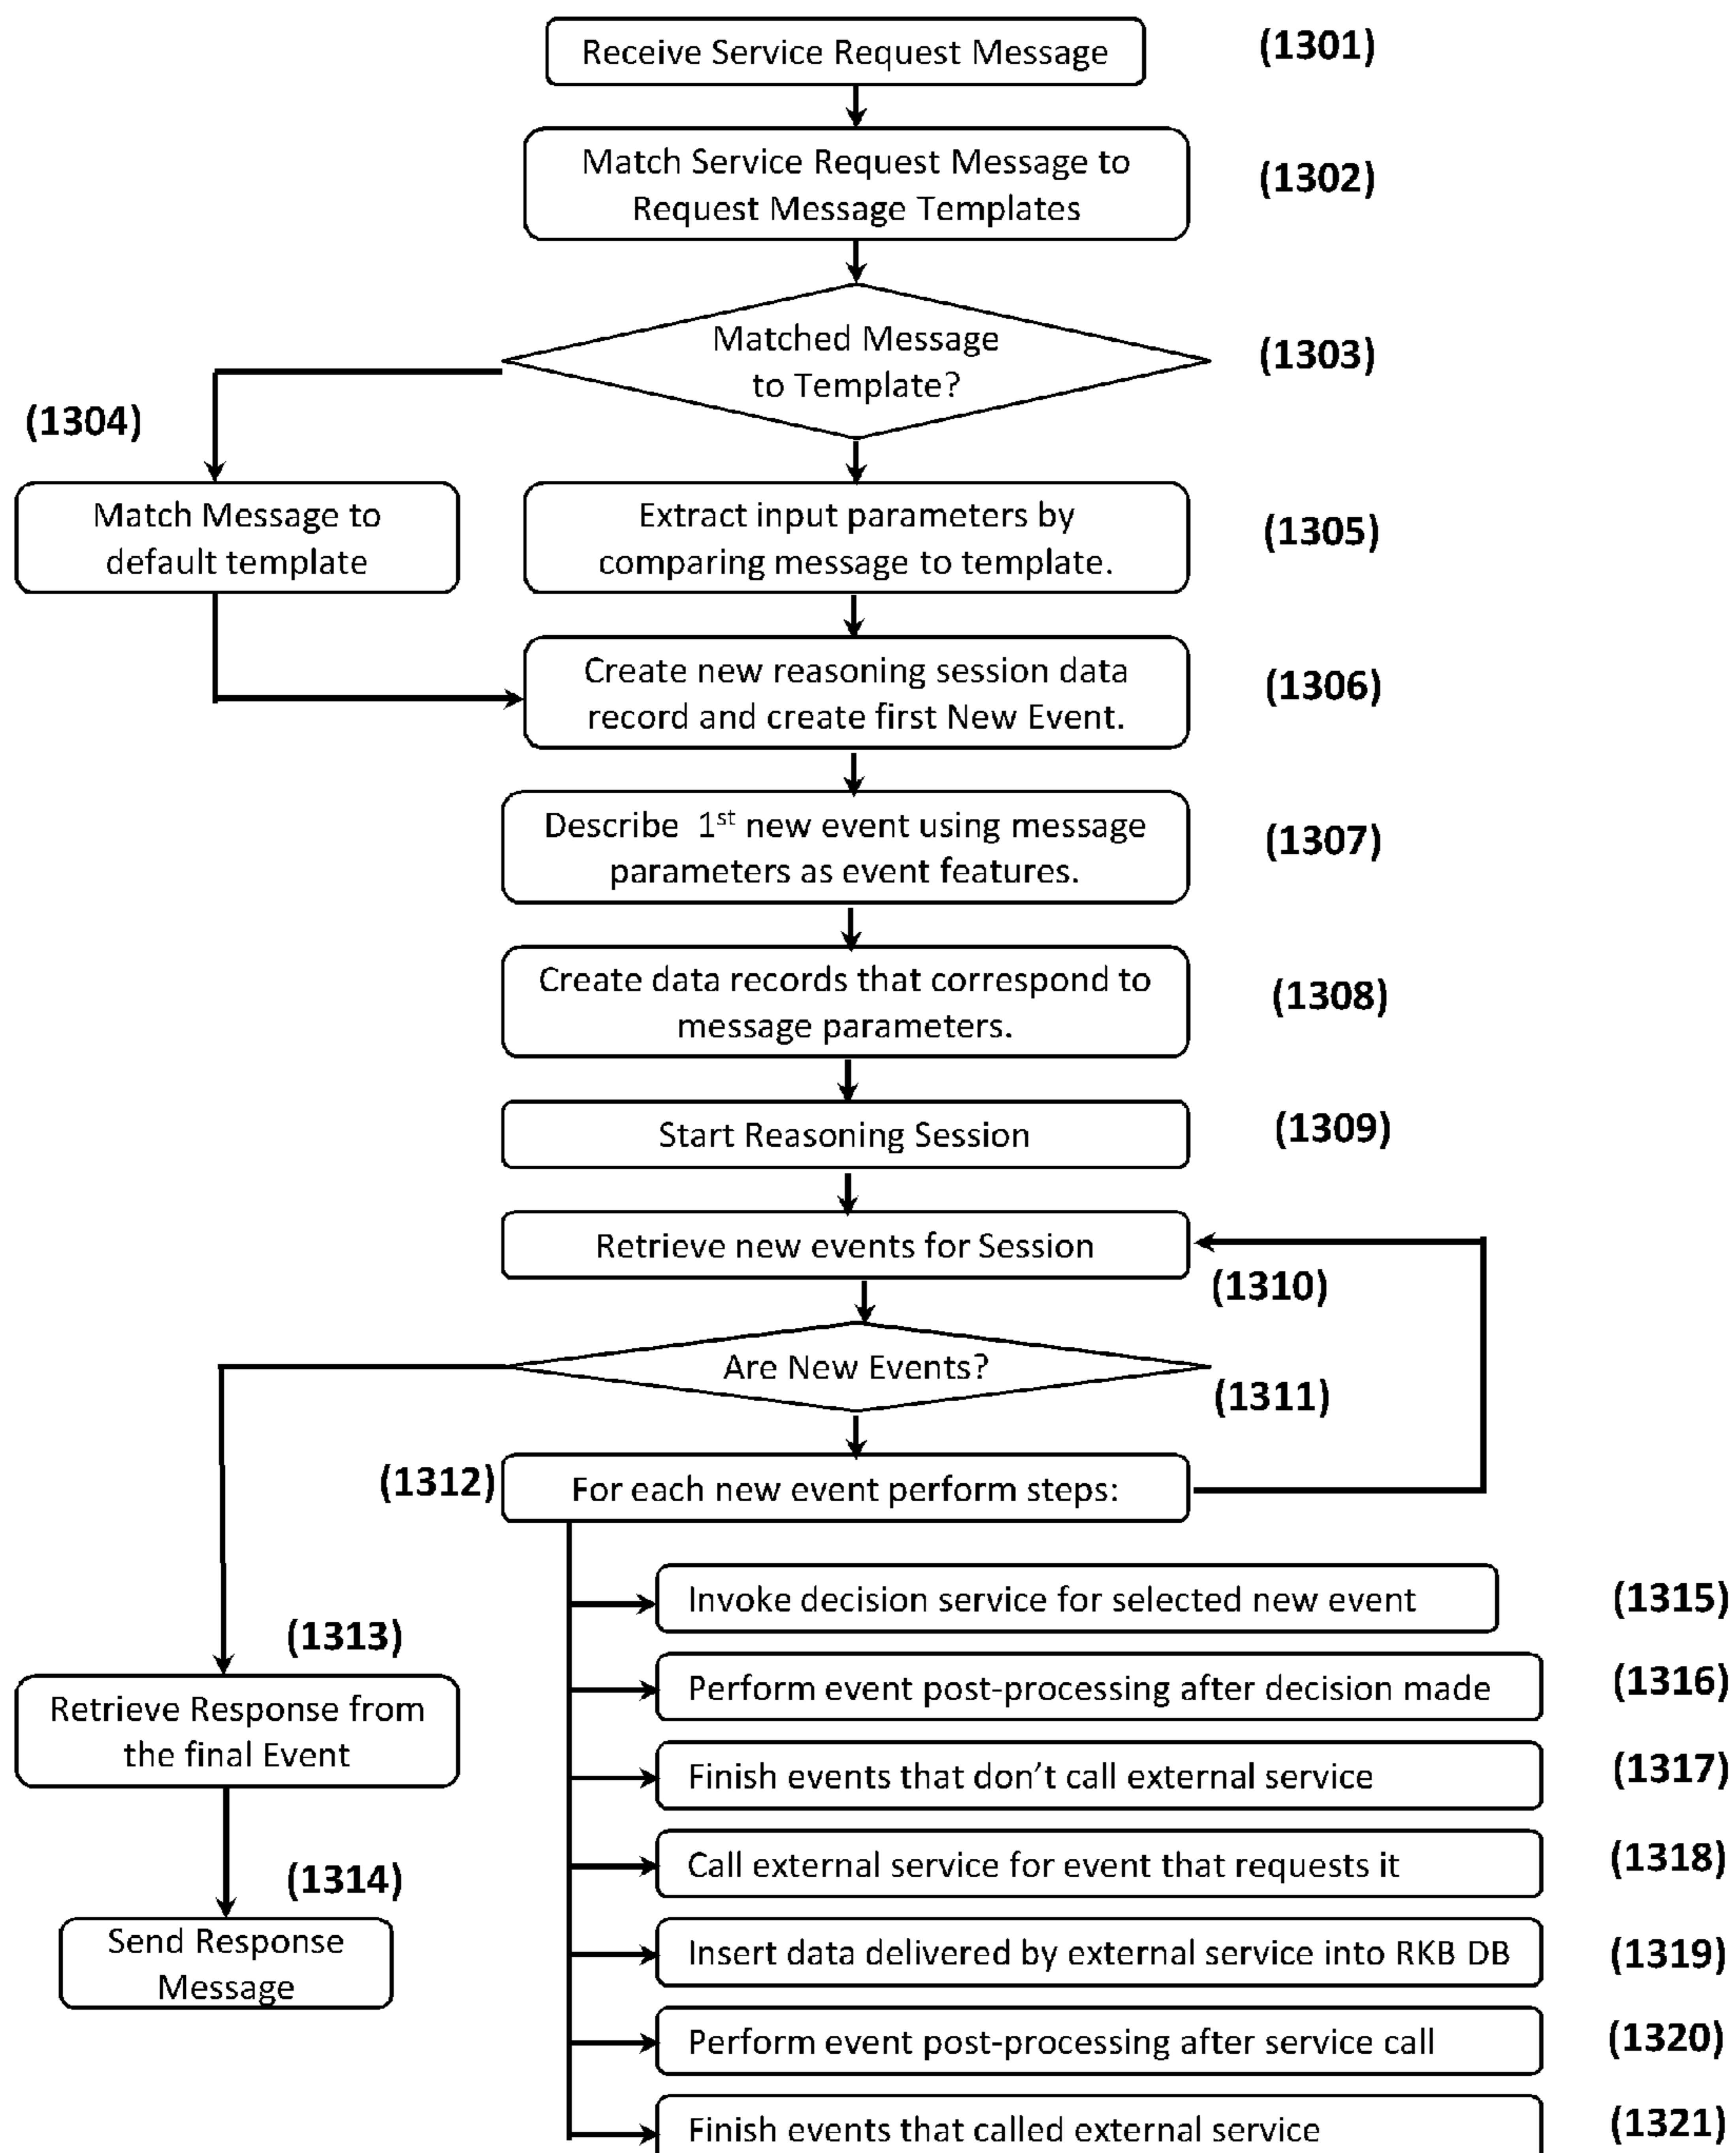 Receive Service Request Message
(1301)
Match Service Request Message to
Request Message Templates
(1302)
Matched Message
to Template?
(1303)
(1304)
Match Message to
default template
Extract input parameters by
comparing message to template.
(1305)
Create new reasoning session data
record and create first New Event.
(1306)
Describe 1st new event using message
parameters as event features.
(1307)
Create data records that correspond to
message parameters.
(1308)
Start Reasoning Session
(1309)
Retrieve new events for Session
(1310)
Are New Events?
(1311)
(1312)
For each new event perform steps:
Invoke decision service for selected new event
(1315)
(1313)
Retrieve Response from
the final Event
Perform event post-processing after decision made
(1316)
Finish events that don't call external service
(1317)
Call external service for event that requests it
(1318)
(1314)
Send Response
Message
Insert data delivered by external service into RKB DB
(1319)
Perform event post-processing after service call
(1320)
Finish events that called external service
(1321)